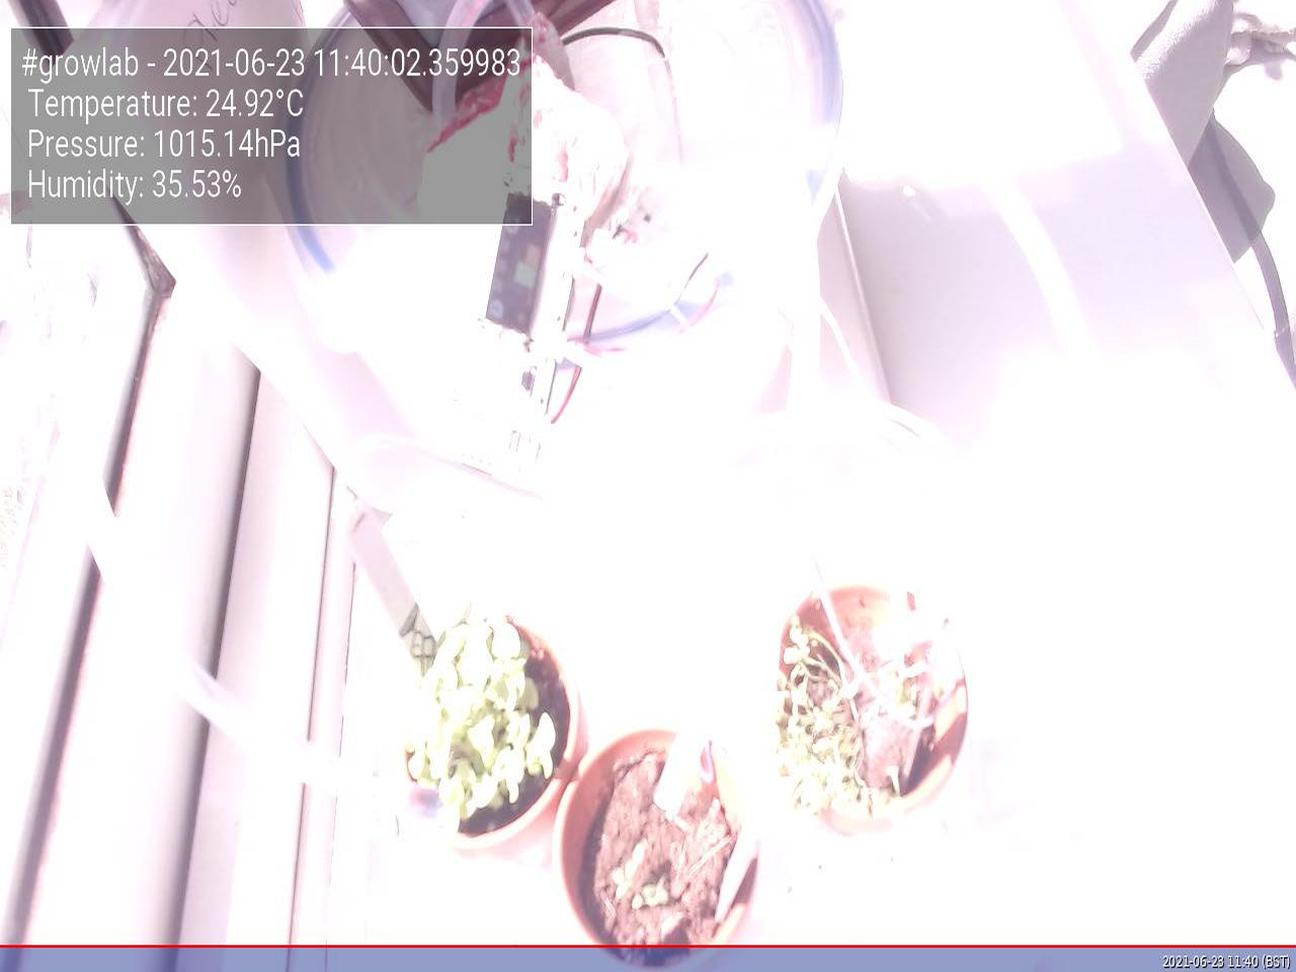 #growlab - 2021-06-23 11:40:02.359983
Temperature: 24.92°C
Pressure: 1015.14hPa
Humidity: 35.53%
2021-06-23 11:40 (BST)